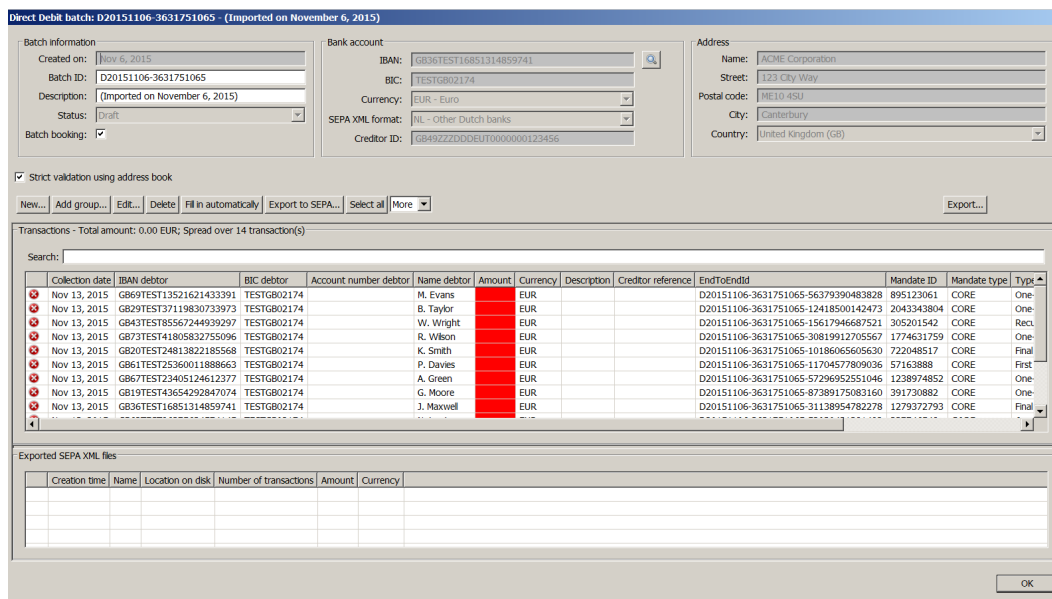 Direct Debit batch: D20151106-3631751065 - (Imported on November 6, 2015)
Batch information
Created on: Nov 6, 2015
Batch ID: D20151106-3631751065
Description: (Imported on November 6, 2015)
Status: Draft
Batch booking:
Bank account
IBAN: GB36TEST16851314859741
BIC: TESTGB02174
Currency: EUR - Euro
SEPA XML format: NL - Other Dutch banks
Creditor ID: GB49ZZZDDDEUT0000000123456
Address
Name: ACME Corporation
Street: 123 City Way
Postal code: ME10 4SU
City: Canterbury
Country: United Kingdom (GB)
Strict validation using address book
New... Add group... Edit... Delete Fill in automatically Export to SEPA... Select all More Export...
Transactions - Total amount: 0.00 EUR; Spread over 14 transaction(s)
Search:
Collection date IBAN debtor BIC debtor Account number debtor Name debtor Amount Currency Description Creditor reference EndToEndId Mandate ID Mandate type Type
Nov 13, 2015 GB69TEST13521621433391 TESTGB02174 M. Evans EUR D20151106-3631751065-56379390483828 895123061 CORE One-
Nov 13, 2015 GB29TEST37119830733973 TESTGB02174 B. Taylor EUR D20151106-3631751065-12418500142473 2043343804 CORE One-
Nov 13, 2015 GB43TEST85567244939297 TESTGB02174 W. Wright EUR D20151106-3631751065-15617946687521 305201542 CORE Recu
Nov 13, 2015 GB73TEST41805832755096 TESTGB02174 R. Wilson EUR D20151106-3631751065-30819912705567 1774631759 CORE One-
Nov 13, 2015 GB20TEST24813822185568 TESTGB02174 K. Smith EUR D20151106-3631751065-10186065605630 722048517 CORE Final
Nov 13, 2015 GB61TEST25360011888663 TESTGB02174 P. Davies EUR D20151106-3631751065-11704577809036 57163888 CORE First
Nov 13, 2015 GB67TEST23405124612377 TESTGB02174 A. Green EUR D20151106-3631751065-57296952551046 1238974852 CORE One-
Nov 13, 2015 GB19TEST43654292847074 TESTGB02174 G. Moore EUR D20151106-3631751065-87389175083160 391730882 CORE One-
Nov 13, 2015 GB36TEST16851314859741 TESTGB02174 J. Maxwell EUR D20151106-3631751065-31138954782278 1279372793 CORE Final
Exported SEPA XML files
Creation time Name Location on disk Number of transactions Amount Currency
OK